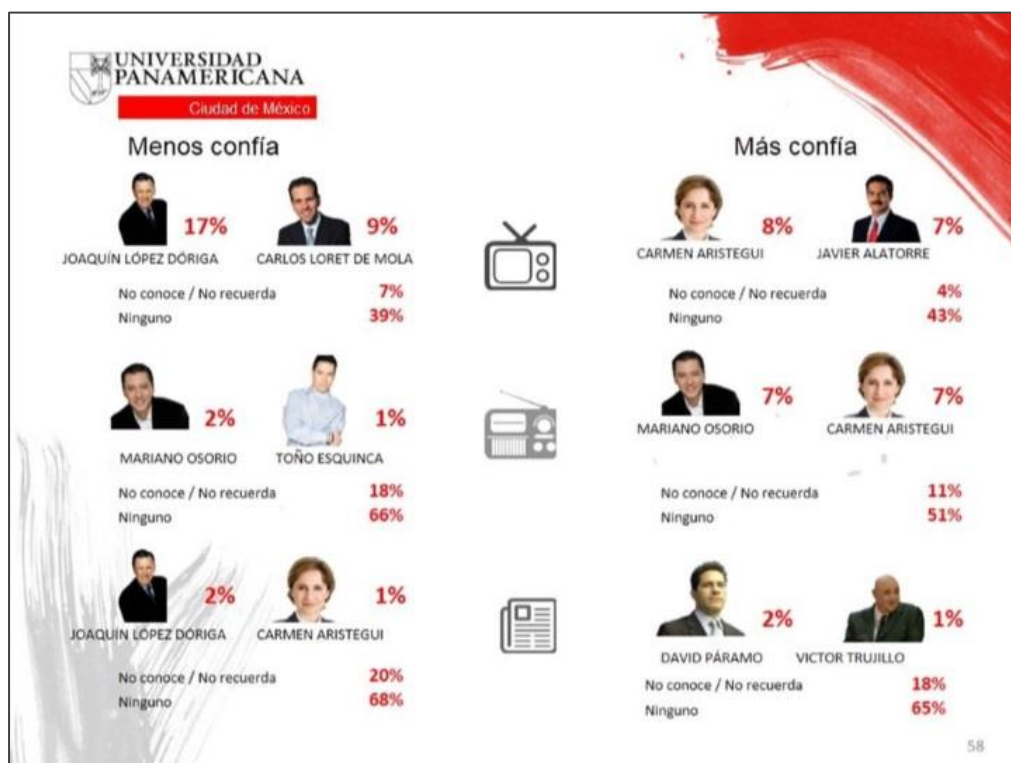 UNIVERSIDAD
PANAMERICANA
Ciudad de México
Menos confía
17%
9%
JOAQUÍN LÓPEZ DÓRIGA
CARLOS LORET DE MOLA
No conoce / No recuerda 7%
Ninguno 39%
2%
1%
MARIANO OSORIO
TOÑO ESQUINCA
No conoce / No recuerda 18%
Ninguno 66%
2%
1%
JOAQUÍN LÓPEZ DÓRIGA
CARMEN ARISTEGUI
No conoce / No recuerda 20%
Ninguno 68%
Más confía
8%
7%
CARMEN ARISTEGUI
JAVIER ALATORRE
No conoce / No recuerda 4%
Ninguno 43%
7%
7%
MARIANO OSORIO
CARMEN ARISTEGUI
No conoce / No recuerda 11%
Ninguno 51%
2%
1%
DAVID PÁRAMO
VICTOR TRUJILLO
No conoce / No recuerda 18%
Ninguno 65%
58